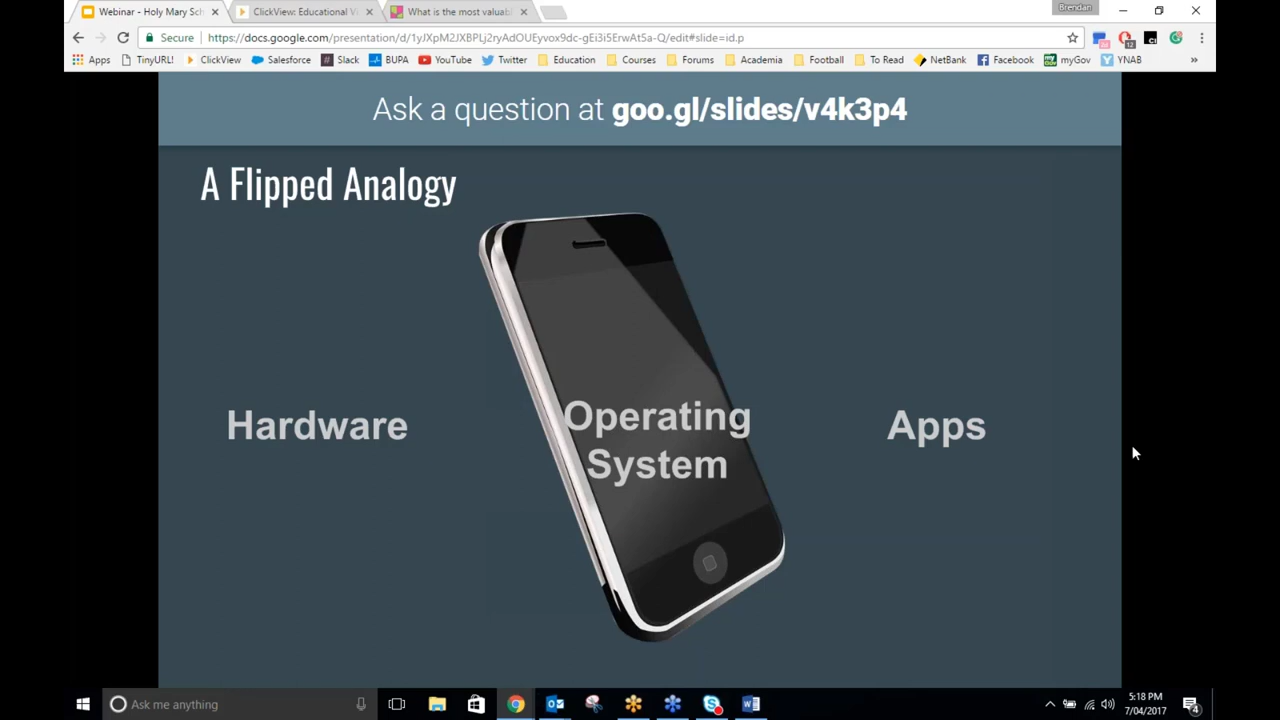 Webinar - Holy Mary Sch
ClickView: Educational Vi
What is the most valuabl
Brendan
Secure
https://docs.google.com/presentation/d/1yJXpM2JXBPLj2ryAdOUEyvox9dc-gEi3i5ErwAt5a-Q/edit#slide=id.p
Apps
TinyURL!
ClickView
Salesforce
Slack
BUPA
YouTube
Twitter
Education
Courses
Forums
Academia
Football
To Read
NetBank
Facebook
myGov
YNAB
Ask a question at goo.gl/slides/v4k3p4
A Flipped Analogy
Hardware
Operating
System
Apps
Ask me anything
5:18 PM
7/04/2017
4